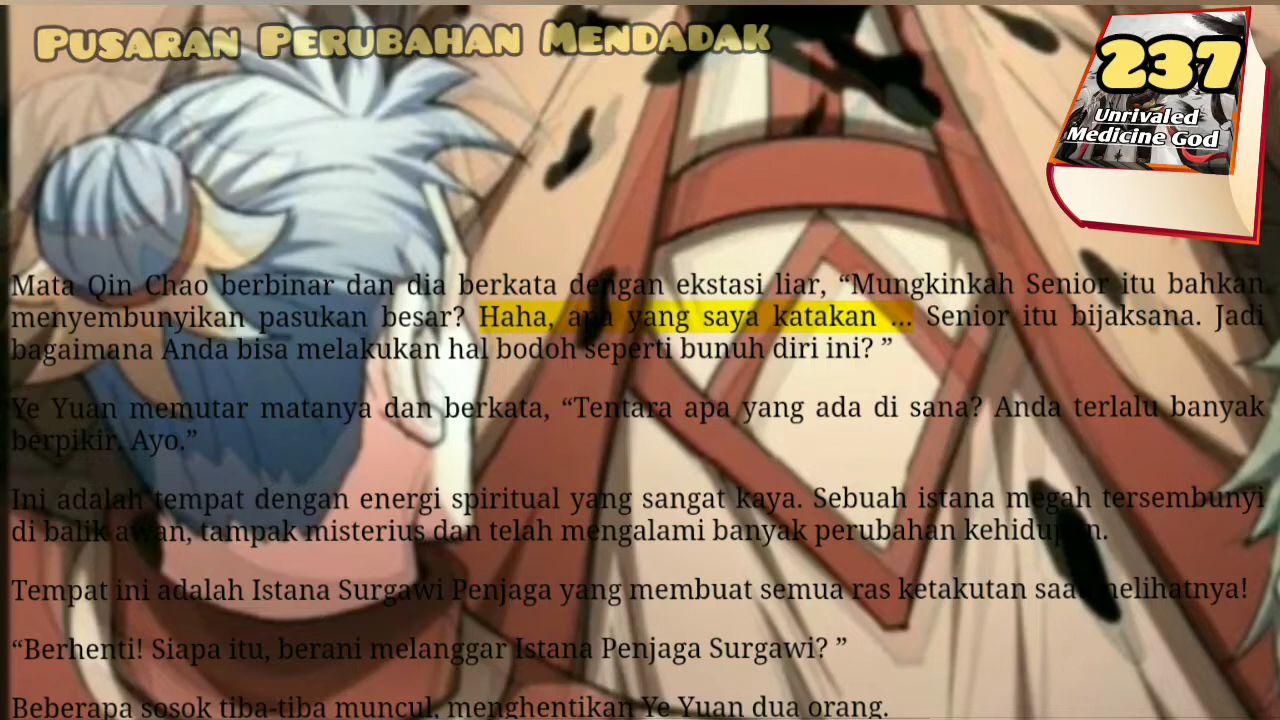 Pusaran Perubahan Mendadak
237
Unrivaled
Medicine God
Mata Qin Chao berbinar dan dia berkata dengan ekstasi liar, “Mungkinkah Senior itu bahkan
menyembunyikan pasukan besar? Haha, apa yang saya katakan ... Senior itu bijaksana. Jadi
bagaimana Anda bisa melakukan hal bodoh seperti bunuh diri ini? ”
Ye Yuan memutar matanya dan berkata, “Tentara apa yang ada di sana? Anda terlalu banyak
berpikir. Ayo.”
Ini adalah tempat dengan energi spiritual yang sangat kaya. Sebuah istana megah tersembunyi
di balik awan, tampak misterius dan telah mengalami banyak perubahan kehidupan.
Tempat ini adalah Istana Surgawi Penjaga yang membuat semua ras ketakutan saat melihatnya!
“Berhenti! Siapa itu, berani melanggar Istana Penjaga Surgawi? ”
Beberapa sosok tiba-tiba muncul, menghentikan Ye Yuan dua orang.